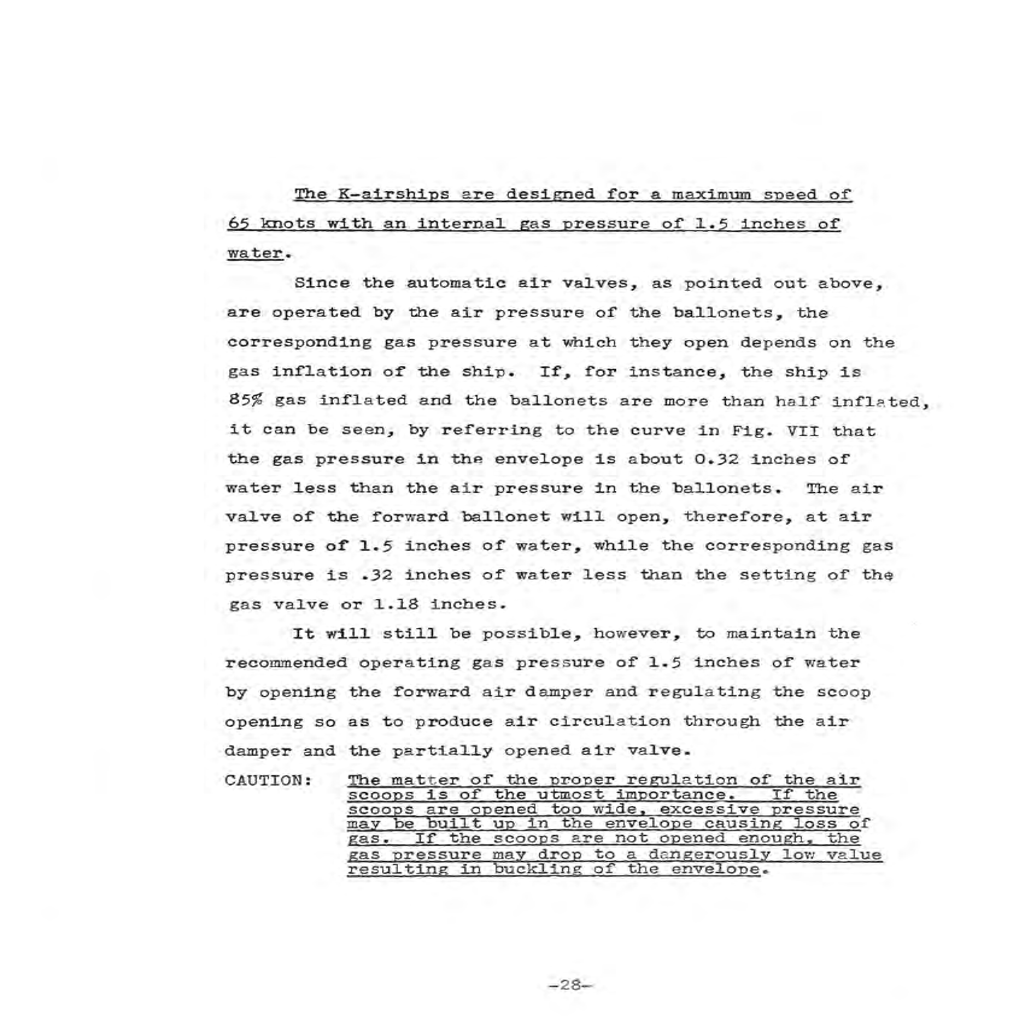 The K-airships are designed for a maximum speed of
65 knots with an internal gas pressure of 1.5 inches of
water.
Since the automatic air valves, as pointed out above,
are operated by the air pressure of the ballonets, the
corresponding gas pressure at which they open depends on the
gas inflation of the ship. If, for instance, the ship is
85% gas inflated and the ballonets are more than half inflated,
it can be seen, by referring to the curve in Fig. VII that
the gas pressure in the envelope is about 0.32 inches of
water less than the air pressure in the ballonets. The air
valve of the forward ballonet will open, therefore, at air
pressure of 1.5 inches of water, while the corresponding gas
pressure is .32 inches of water less than the setting of the
gas valve or 1.18 inches.
It will still be possible, however, to maintain the
recommended operating gas pressure of 1.5 inches of water
by opening the forward air damper and regulating the scoop
opening so as to produce air circulation through the air
damper and the partially opened air valve.
CAUTION: The matter of the proper regulation of the air
scoops is of the utmost importance. If the
scoops are opened too wide, excessive pressure
may be built up in the envelope causing loss of
gas. If the scoops are not opened enough, the
gas pressure may drop to a dangerously low value
resulting in buckling of the envelope.
-28-